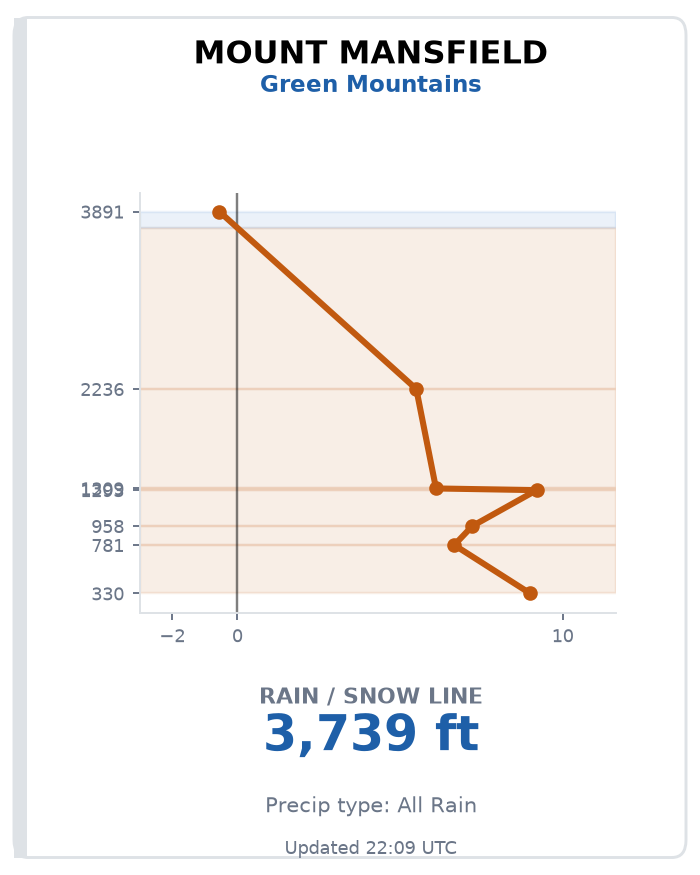 MOUNT MANSFIELD
Green Mountains
3891
2236
958
781
330
−2
0
10
RAIN / SNOW LINE
3,739 ft
Precip type: All Rain
Updated 22:09 UTC